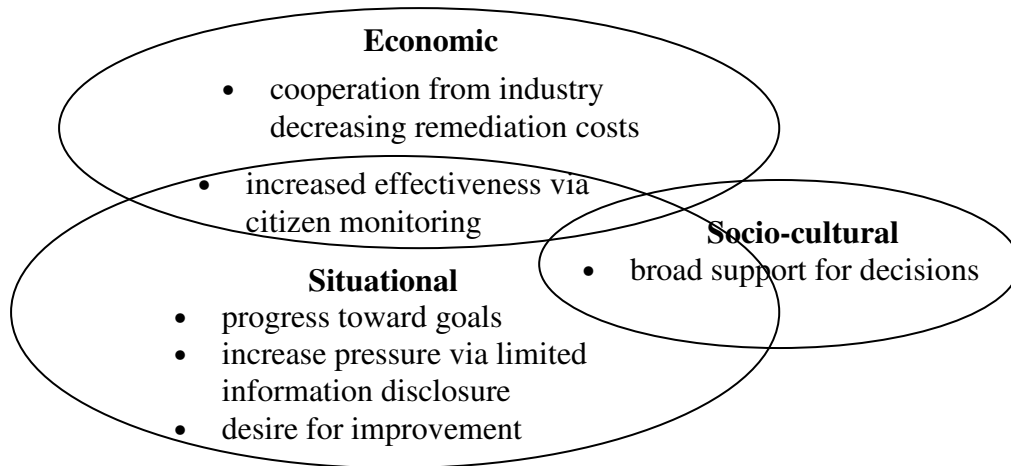 Economic
• cooperation from industry
decreasing remediation costs
• increased effectiveness via
citizen monitoring
Socio-cultural
• broad support for decisions
Situational
• progress toward goals
• increase pressure via limited
information disclosure
• desire for improvement